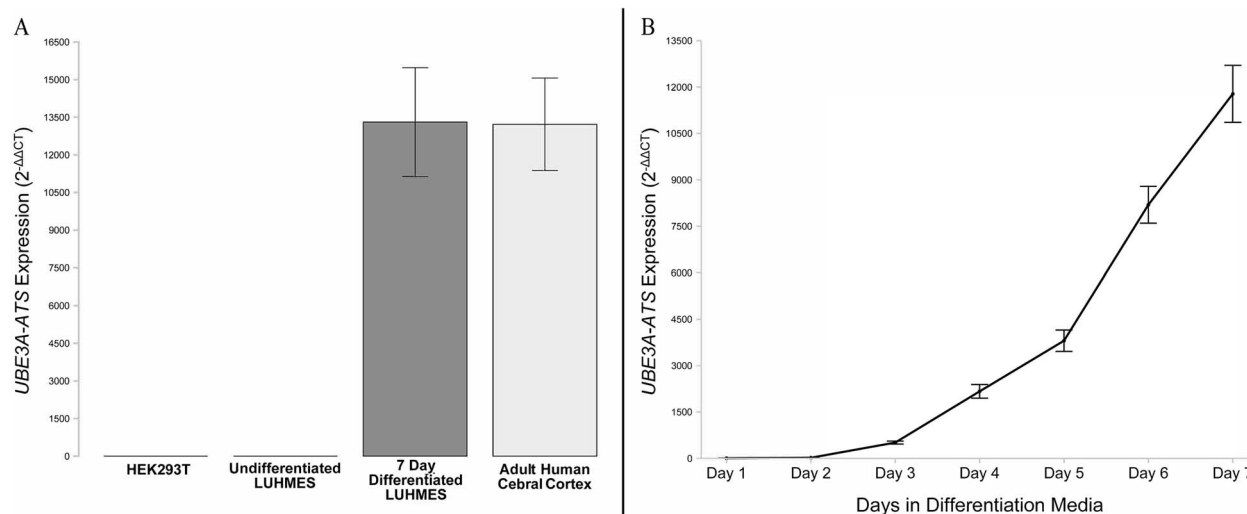 A
UBE3A-ATS Expression (2-ΔΔCT)
16500
15000
13500
12000
10500
9000
7500
6000
4500
3000
1500
0
HEK293T
Undifferentiated
LUHMES
7 Day
Differentiated
LUHMES
Adult Human
Cebral Cortex
B
UBE3A-ATS Expression (2-ΔΔCT)
13500
12000
10500
9000
7500
6000
4500
3000
1500
0
Day 1 Day 2 Day 3 Day 4 Day 5 Day 6 Day 7
Days in Differentiation Media